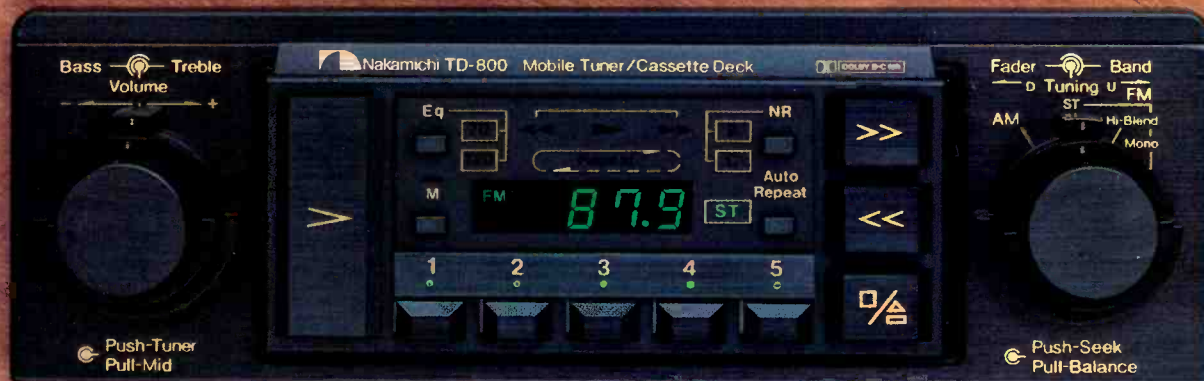 Bass Treble
Volume
- +
Push-Tuner
Pull-Mid
Nakamichi TD-800 Mobile Tuner/Cassette Deck
DOLBY B-C NR
>
Eq
NR
M
Auto
Repeat
FM 87.9 ST
1 2 3 4 5
>>
<<
Fader Band
D Tuning U
FM
ST
AM
Hi-Blend
Mono
Push-Seek
Pull-Balance